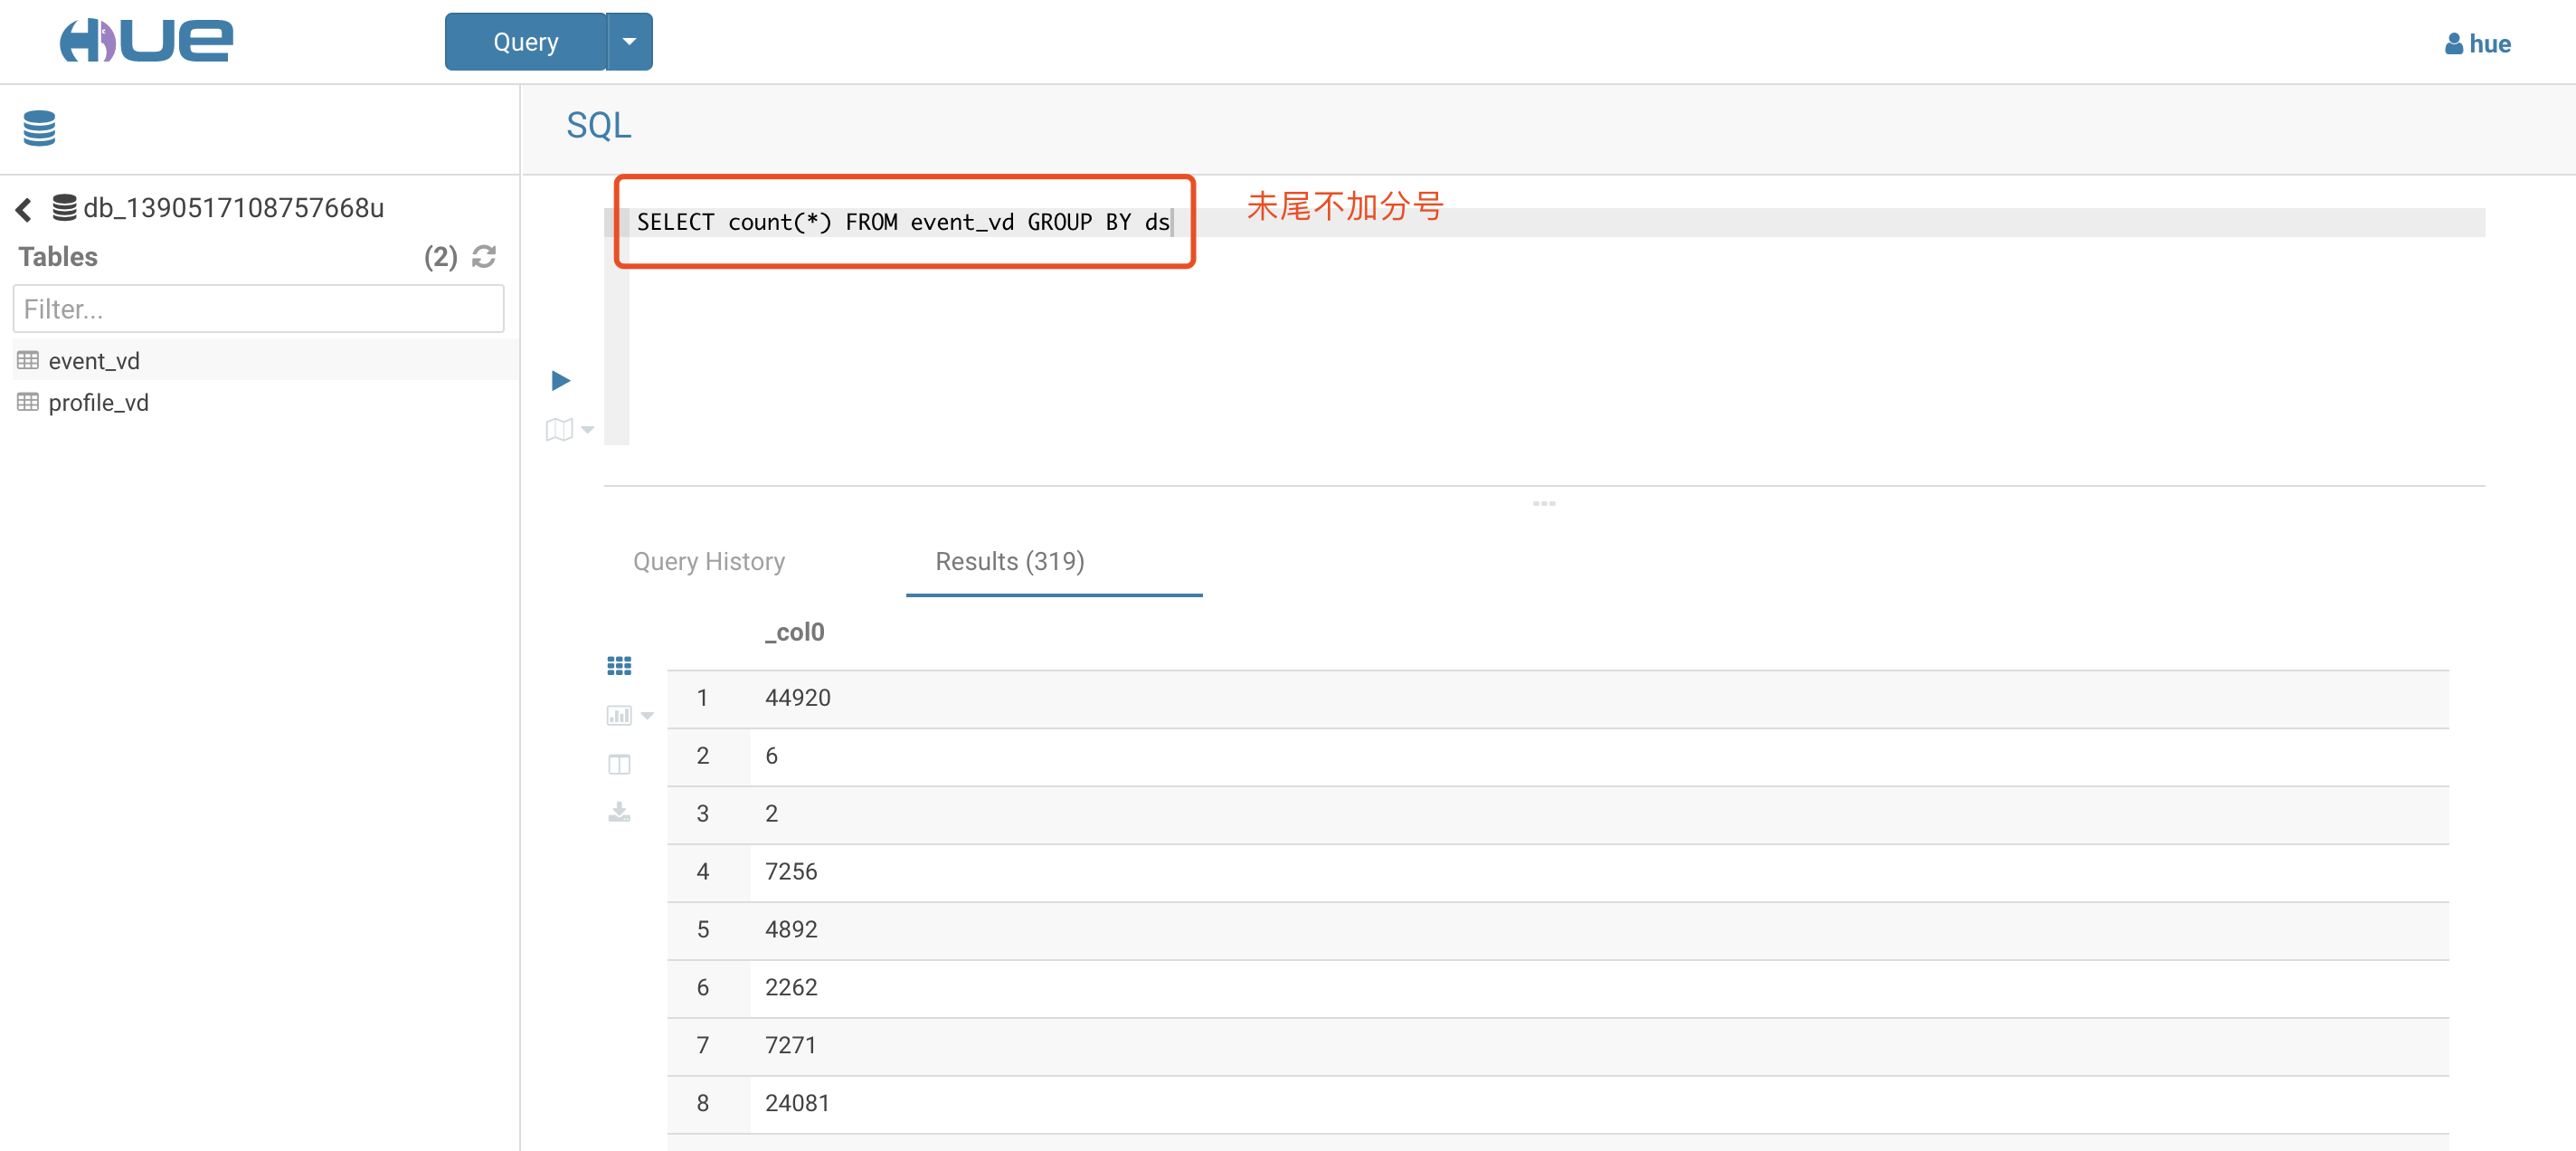 HUE
Query
hue
SQL
db_1390517108757668u
Tables (2)
Filter...
event_vd
profile_vd
SELECT count(*) FROM event_vd GROUP BY ds
未尾不加分号
Query History
Results (319)
_col0
1 44920
2 6
3 2
4 7256
5 4892
6 2262
7 7271
8 24081